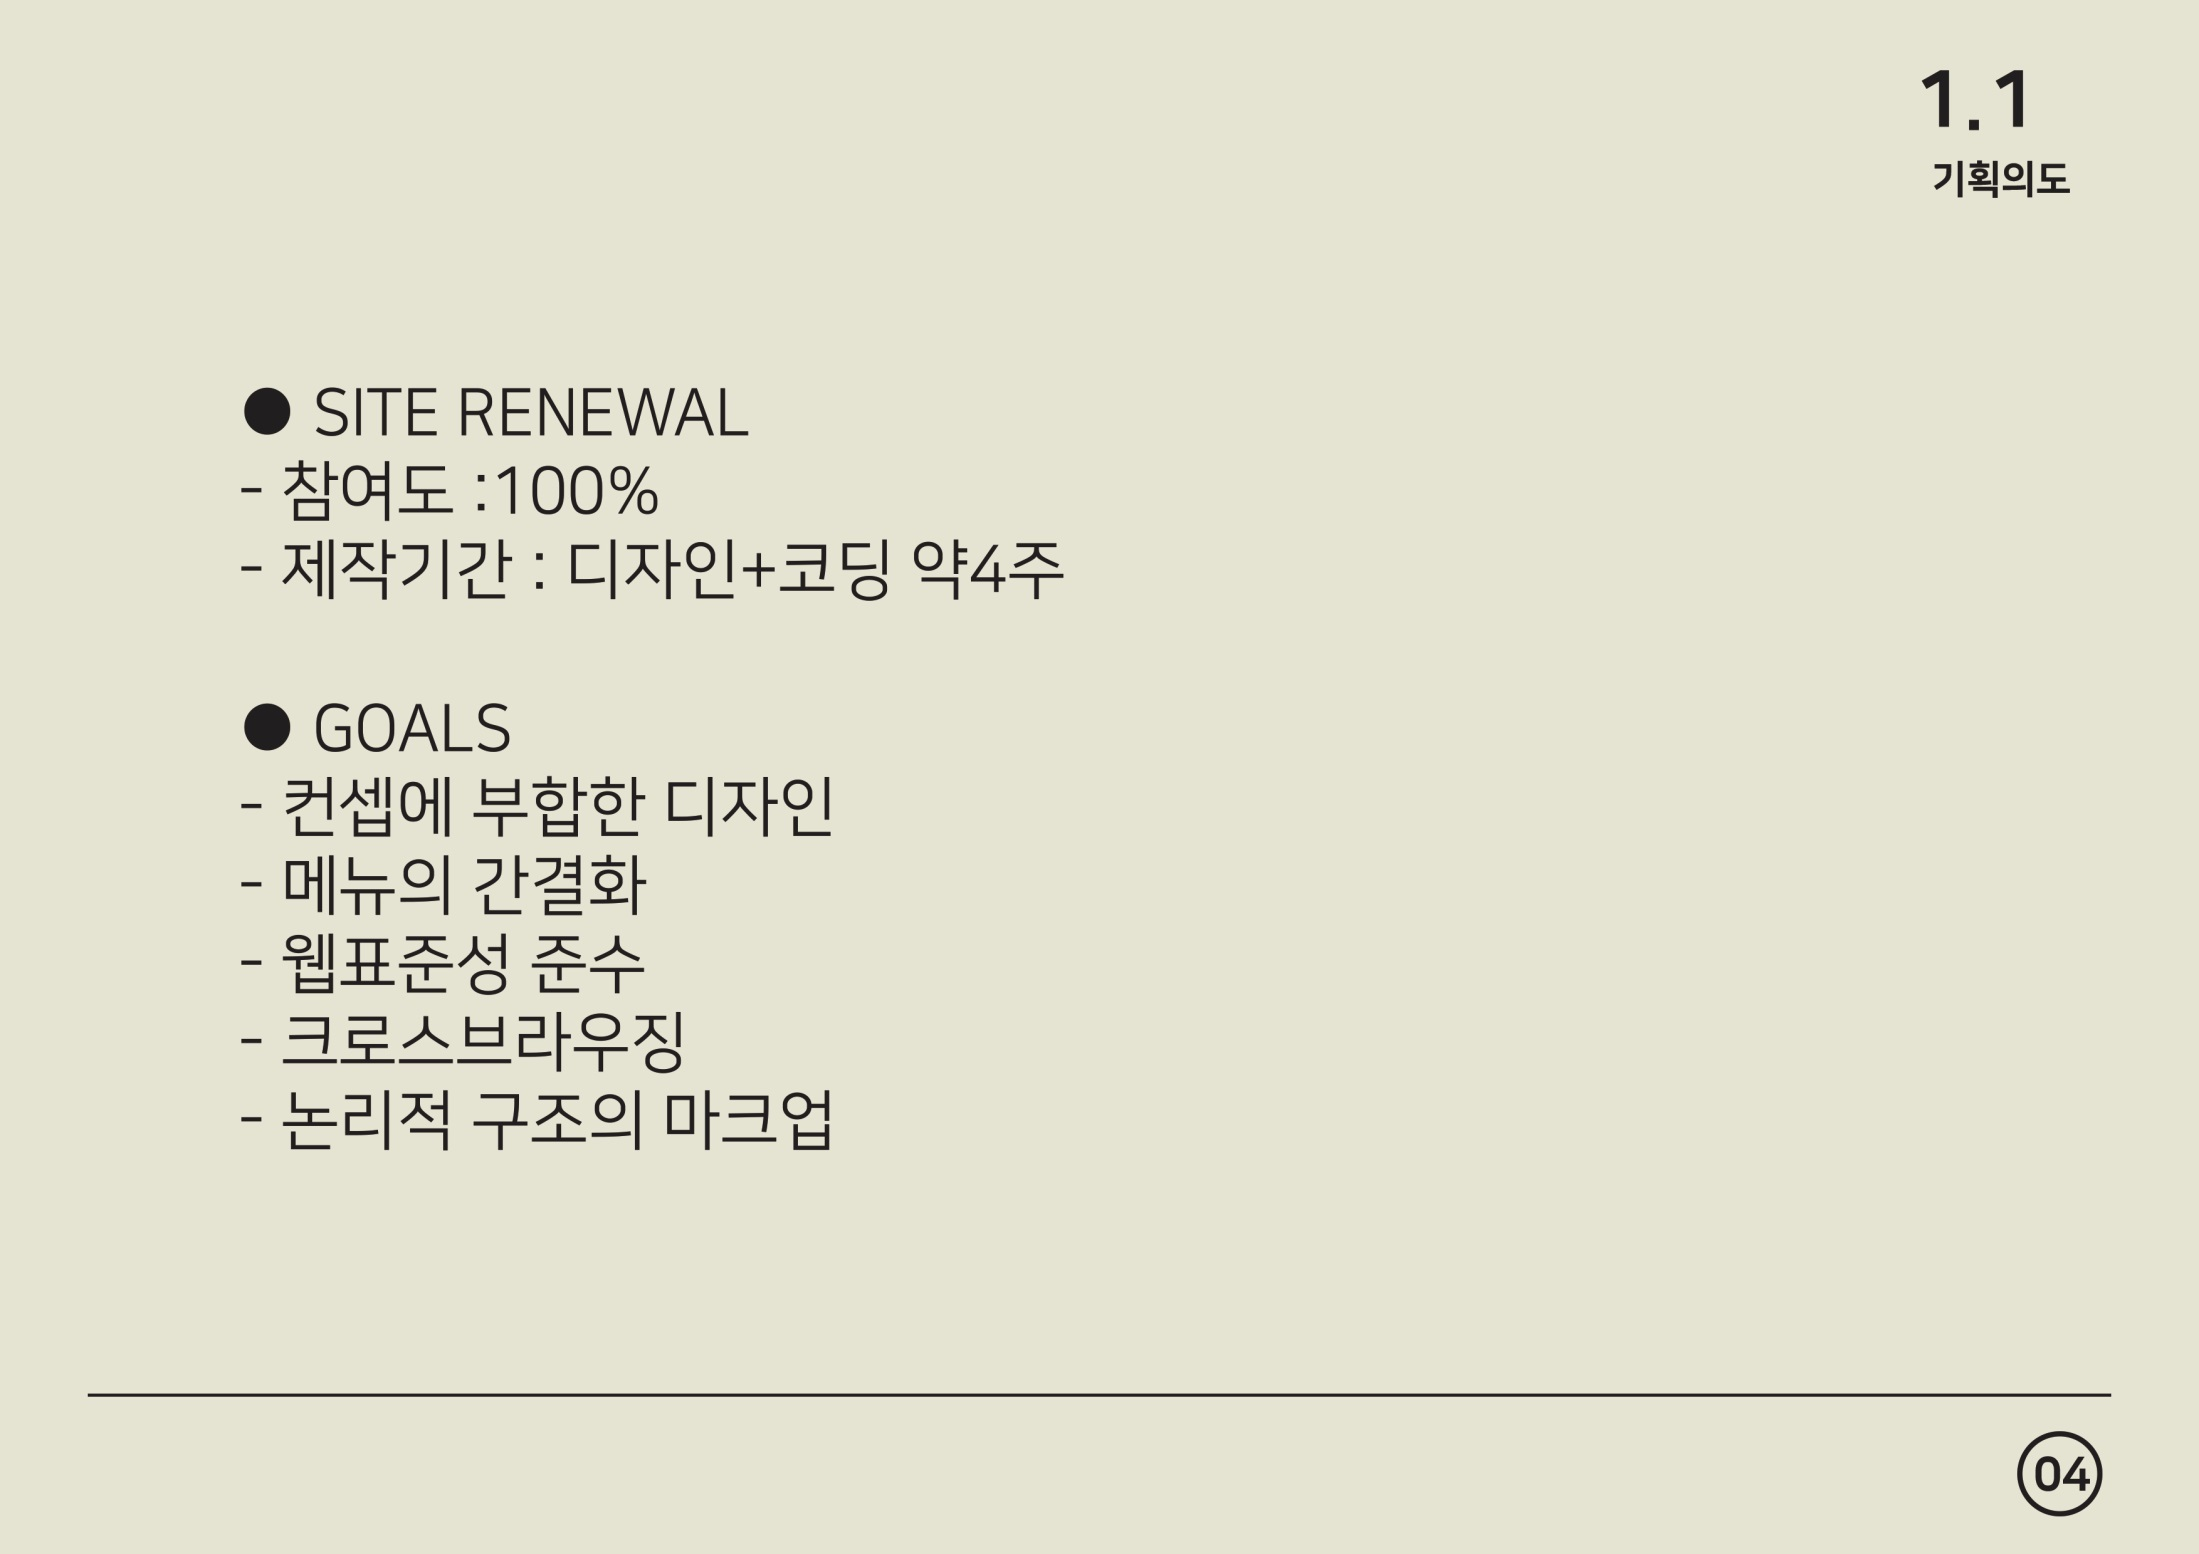 1.1
기획의도
● SITE RENEWAL
- 참여도 :100%
- 제작기간 : 디자인+코딩 약4주
● GOALS
- 컨셉에 부합한 디자인
- 메뉴의 간결화
- 웹표준성 준수
- 크로스브라우징
- 논리적 구조의 마크업
04